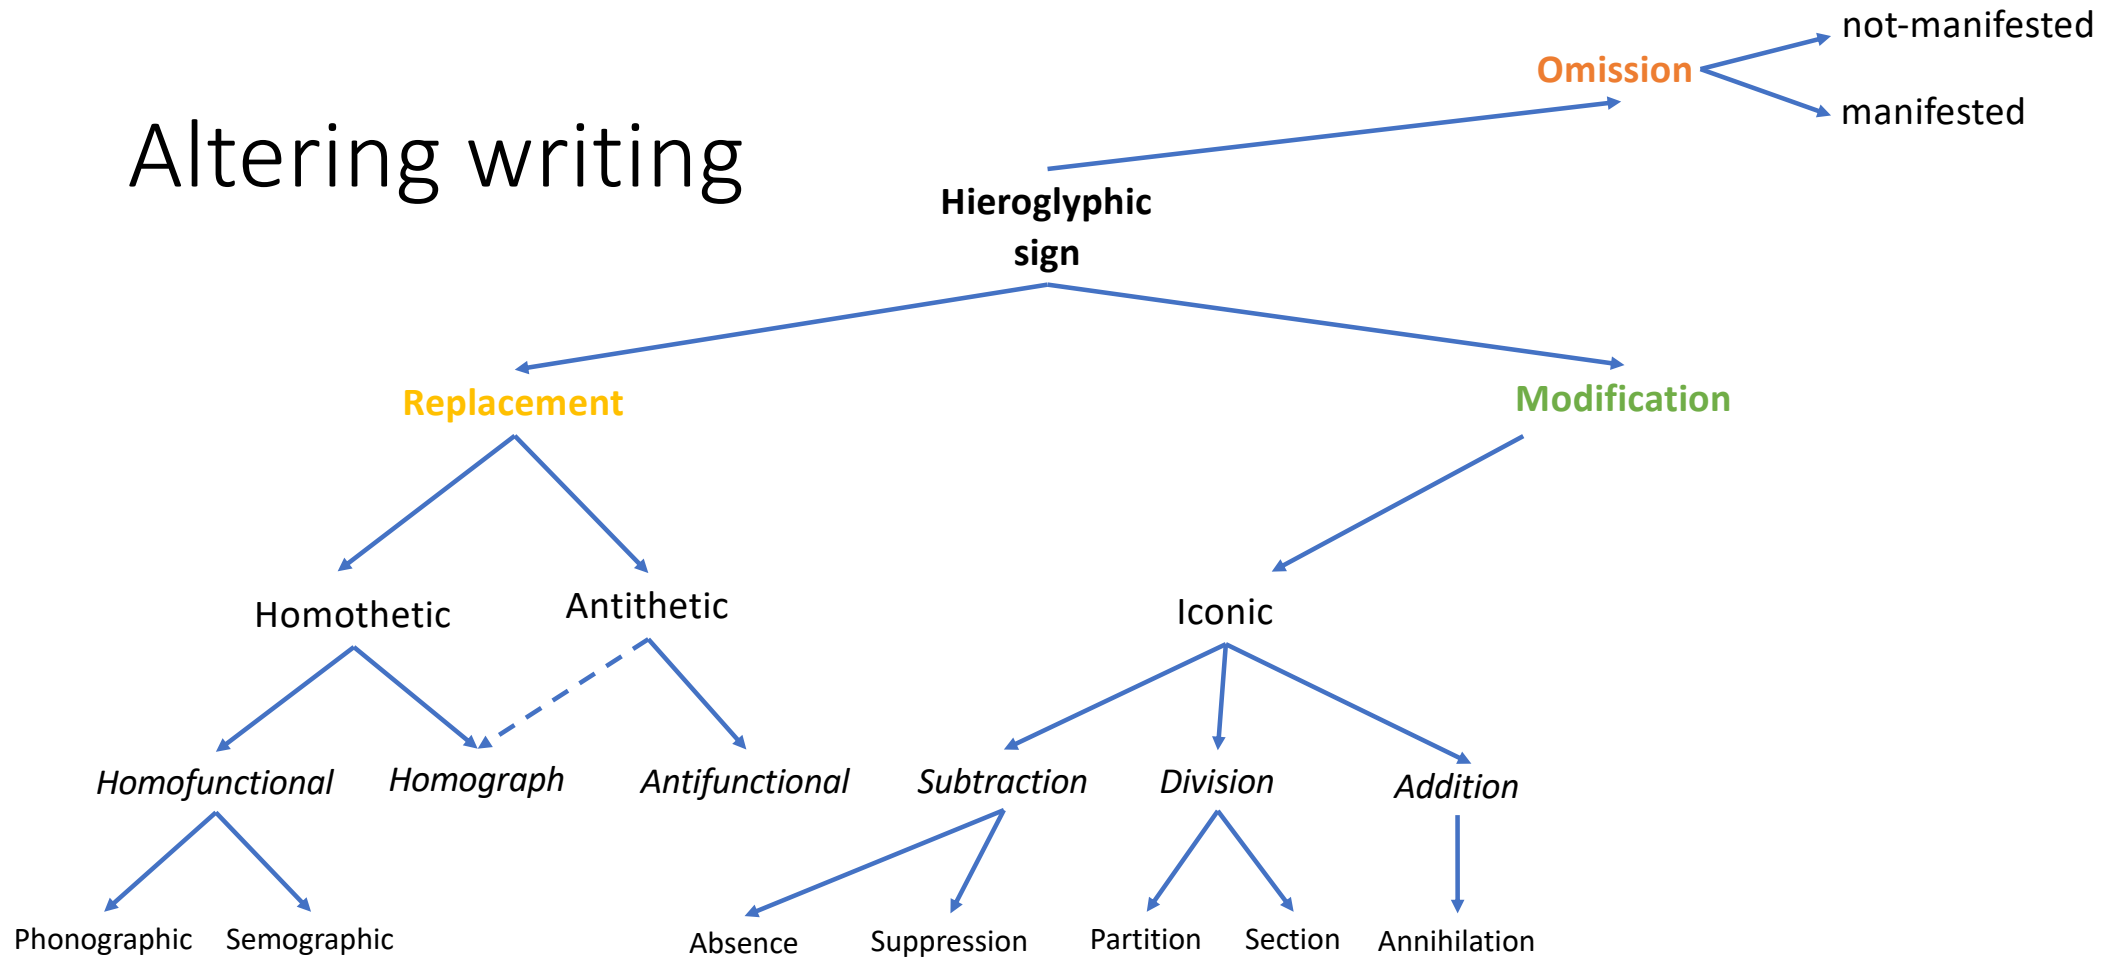 not-manifested
Omission
manifested
Altering writing
Hieroglyphic
sign
Replacement
Modification
Homothetic
Antithetic
Iconic
Homofunctional
Homograph
Antifunctional
Subtraction
Division
Addition
Phonographic
Semographic
Absence
Suppression
Partition
Section
Annihilation